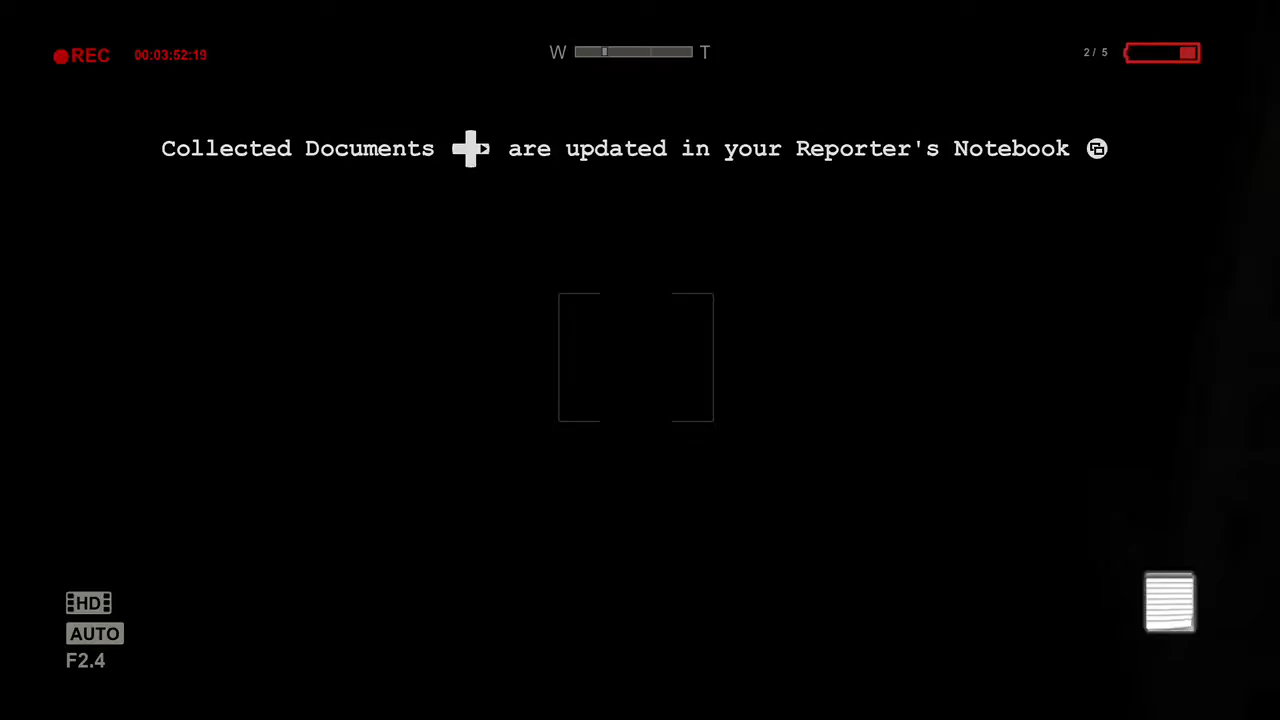 REC 00:03:52:19 W T 2/5
Collected Documents are updated in your Reporter's Notebook
HD
AUTO
F2.4